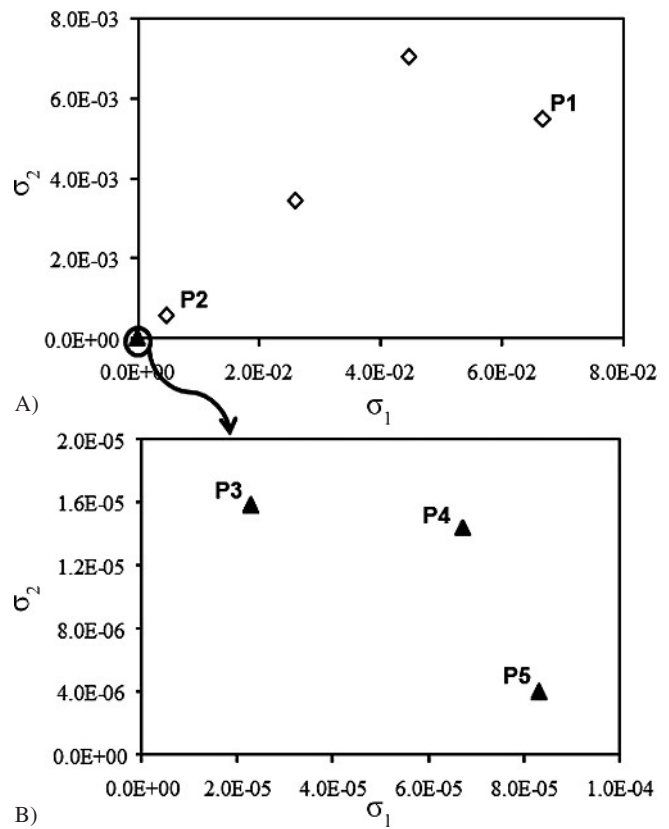 8.0E-03
6.0E-03
4.0E-03
2.0E-03
0.0E+00
σ2
P1
P2
0.0E+00 2.0E-02 4.0E-02 6.0E-02 8.0E-02
A)
σ1
2.0E-05
1.6E-05
1.2E-05
8.0E-06
4.0E-06
0.0E+00
σ2
P3
P4
P5
0.0E+00 2.0E-05 4.0E-05 6.0E-05 8.0E-05 1.0E-04
B)
σ1